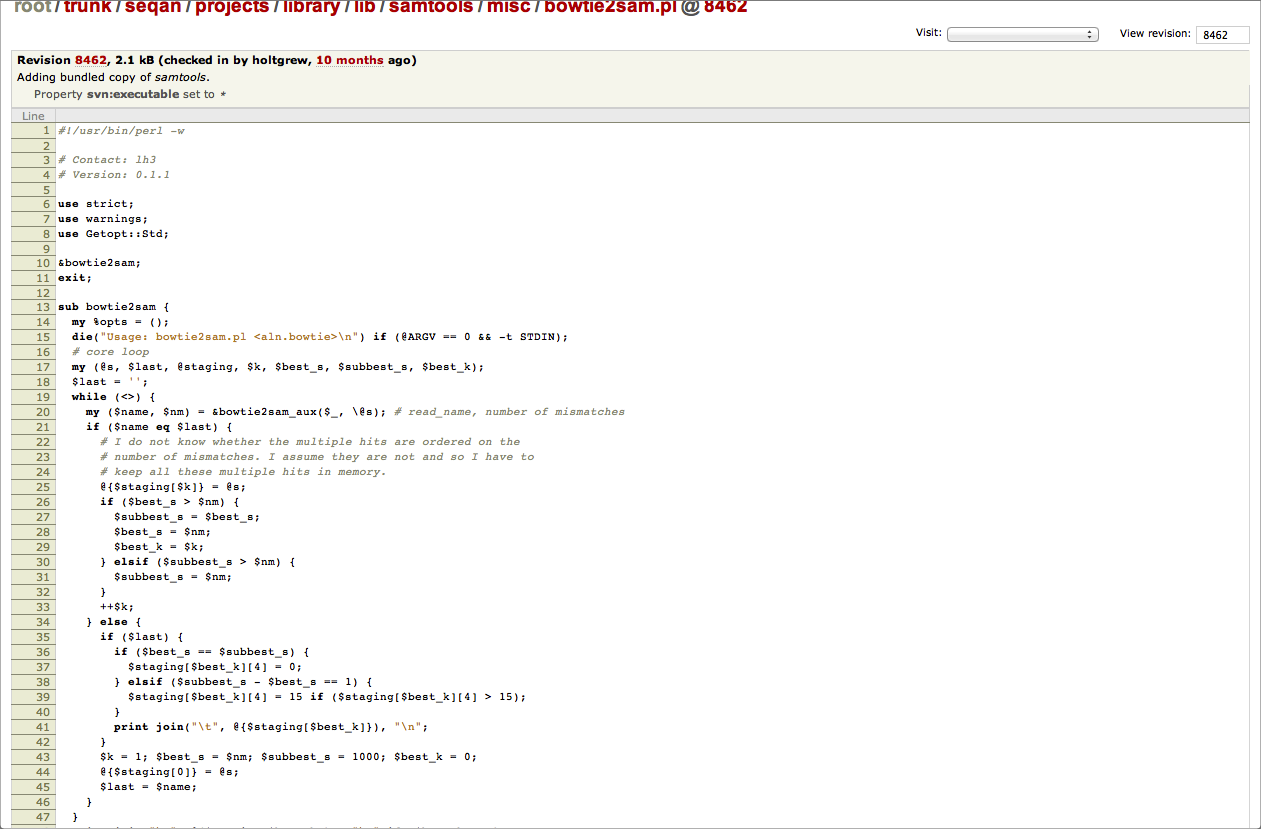 root / trunk / seqan / projects / library / lib / samtools / misc / bowtie2sam.pl @ 8462
Visit:
View revision: 8462
Revision 8462, 2.1 kB (checked in by holtgrew, 10 months ago)
Adding bundled copy of samtools.
Property svn:executable set to *
Line
1 #!/usr/bin/perl -w
2
3 # Contact: lh3
4 # Version: 0.1.1
5
6 use strict;
7 use warnings;
8 use Getopt::Std;
9
10 &bowtie2sam;
11 exit;
12
13 sub bowtie2sam {
14   my %opts = ();
15   die("Usage: bowtie2sam.pl <aln.bowtie>\n") if (@ARGV == 0 && -t STDIN);
16   # core loop
17   my (@s, $last, @staging, $k, $best_s, $subbest_s, $best_k);
18   $last = '';
19   while (<>) {
20     my ($name, $nm) = &bowtie2sam_aux($_, \@s); # read_name, number of mismatches
21     if ($name eq $last) {
22       # I do not know whether the multiple hits are ordered on the
23       # number of mismatches. I assume they are not and so I have to
24       # keep all these multiple hits in memory.
25       @{$staging[$k]} = @s;
26       if ($best_s > $nm) {
27         $subbest_s = $best_s;
28         $best_s = $nm;
29         $best_k = $k;
30       } elsif ($subbest_s > $nm) {
31         $subbest_s = $nm;
32       }
33       ++$k;
34     } else {
35       if ($last) {
36         if ($best_s == $subbest_s) {
37           $staging[$best_k][4] = 0;
38         } elsif ($subbest_s - $best_s == 1) {
39           $staging[$best_k][4] = 15 if ($staging[$best_k][4] > 15);
40         }
41         print join("\t", @{$staging[$best_k]}), "\n";
42       }
43       $k = 1; $best_s = $nm; $subbest_s = 1000; $best_k = 0;
44       @{$staging[0]} = @s;
45       $last = $name;
46     }
47   }